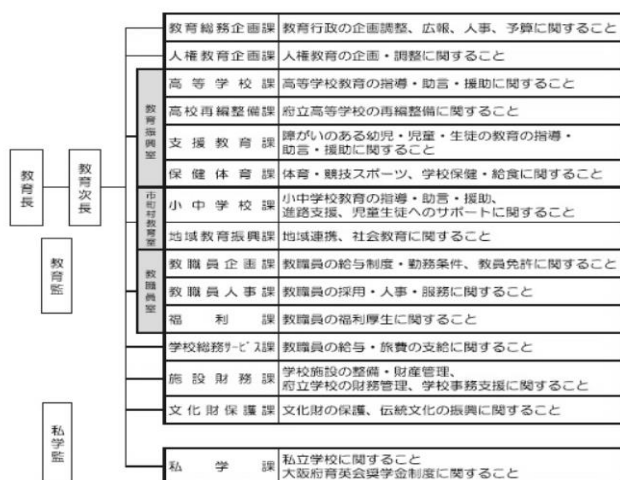 教育総務企画課 教育行政の企画調整、広報、人事、予算に関すること
人権教育企画課 人権教育の企画・調整に関すること
教育振興室
高等学校課 高等学校教育の指導・助言・援助に関すること
高校再編整備課 府立高等学校の再編整備に関すること
支援教育課 障がいのある幼児・児童・生徒の教育の指導・
助言・援助に関すること
保健体育課 体育・競技スポーツ、学校保健・給食に関すること
教育長
教育次長
市町村教育室
小中学校課 小中学校教育の指導・助言・援助、
進路支援、児童生徒へのサポートに関すること
地域教育振興課 地域連携、社会教育に関すること
教育監
教職員室
教職員企画課 教職員の給与制度・勤務条件、教員免許に関すること
教職員人事課 教職員の採用・人事・服務に関すること
福利課 教職員の福利厚生に関すること
学校総務サービス課 教職員の給与・旅費の支給に関すること
施設財務課 学校施設の整備・財産管理、
府立学校の財務管理、学校事務支援に関すること
文化財保護課 文化財の保護、伝統文化の振興に関すること
私学監
私学課 私立学校に関すること
大阪府育英会奨学金制度に関すること